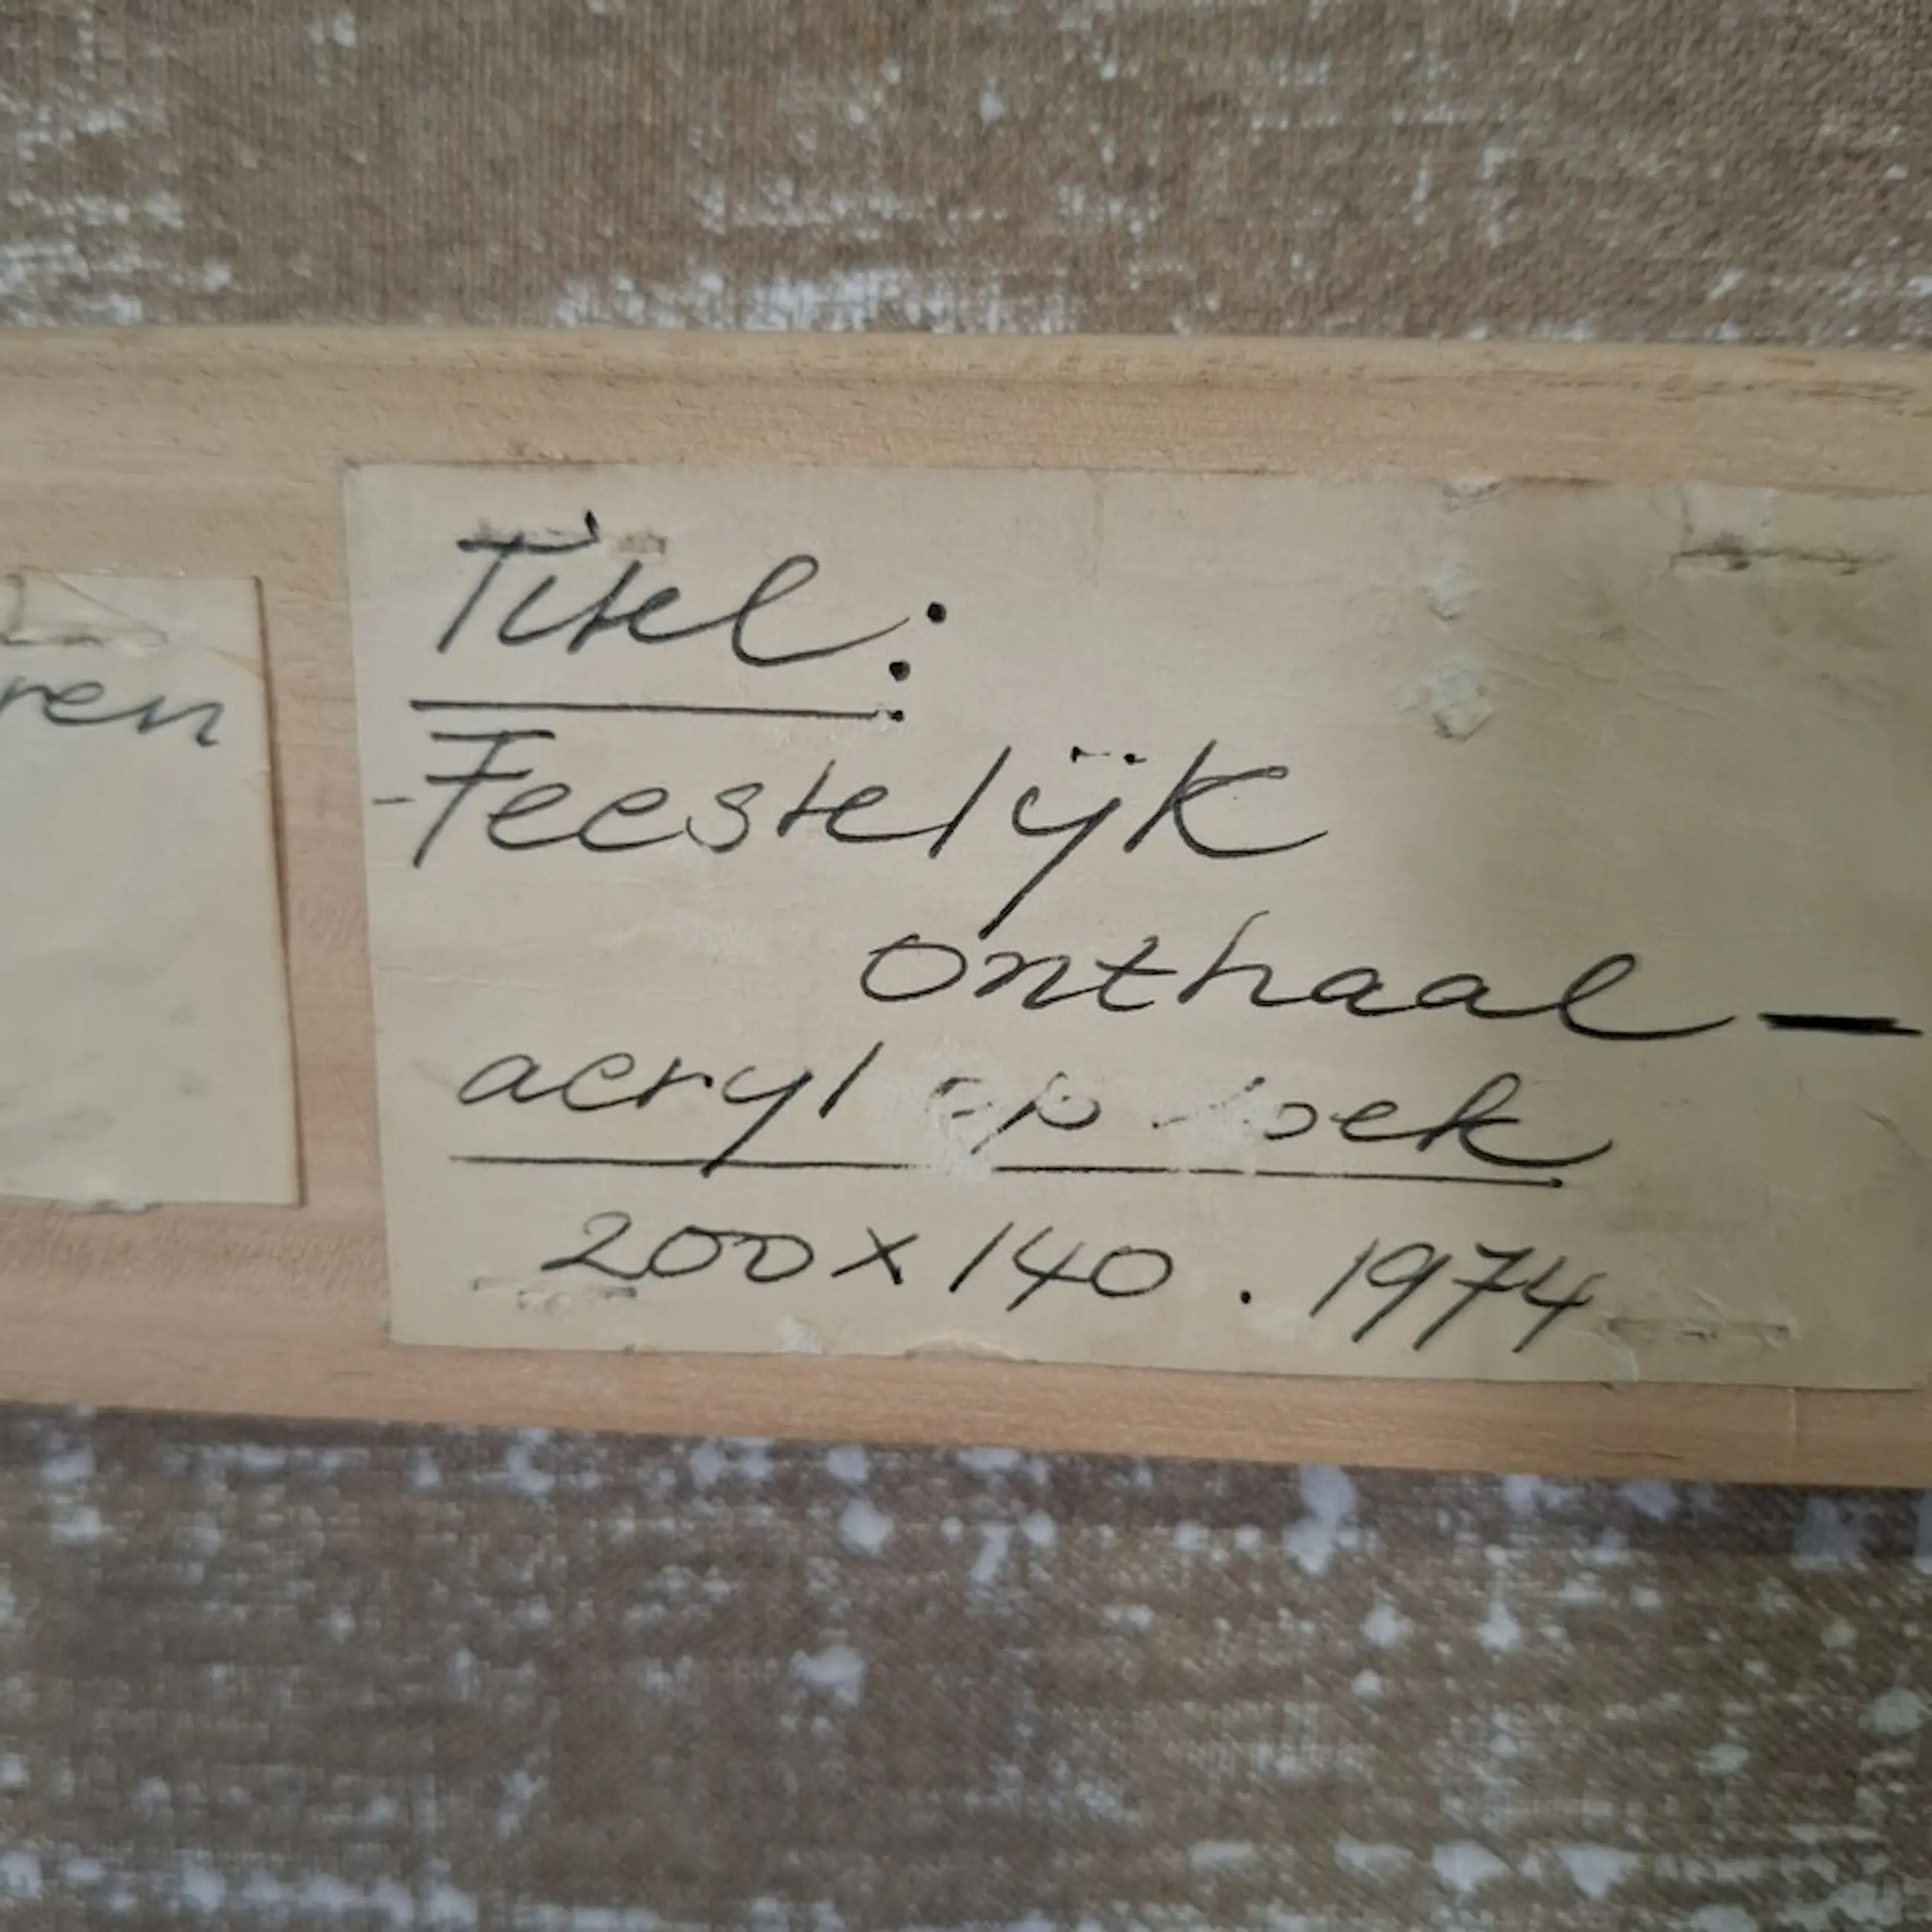 ren
Titel:
-Feestelijk
onthaal-
acryl op doek
200 x 140 . 1974